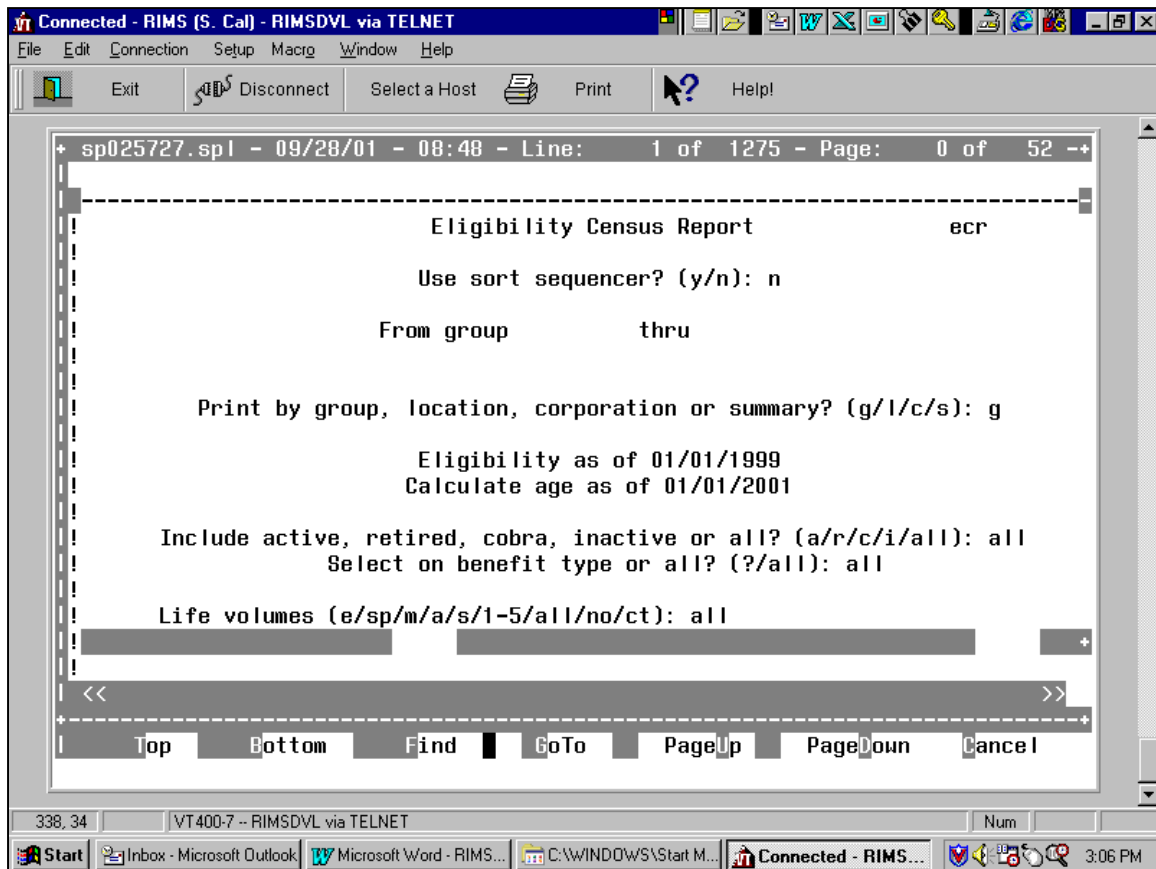 Connected - RIMS (S. Cal) - RIMSDVL via TELNET
File Edit Connection Setup Macro Window Help
Exit Disconnect Select a Host Print Help!
+ sp025727.spl - 09/28/01 - 08:48 - Line: 1 of 1275 - Page: 0 of 52 -+
! Eligibility Census Report ecr
! Use sort sequencer? (y/n): n
! From group thru
! Print by group, location, corporation or summary? (g/l/c/s): g
! Eligibility as of 01/01/1999
! Calculate age as of 01/01/2001
! Include active, retired, cobra, inactive or all? (a/r/c/i/all): all
! Select on benefit type or all? (?/all): all
! Life volumes (e/sp/m/a/s/1-5/all/no/ct): all
<< >>
Top Bottom Find GoTo PageUp PageDown Cancel
338, 34 VT400-7 -- RIMSDVL via TELNET Num
Start Inbox - Microsoft Outlook Microsoft Word - RIMS... C:\WINDOWS\Start M... Connected - RIMS... 3:06 PM